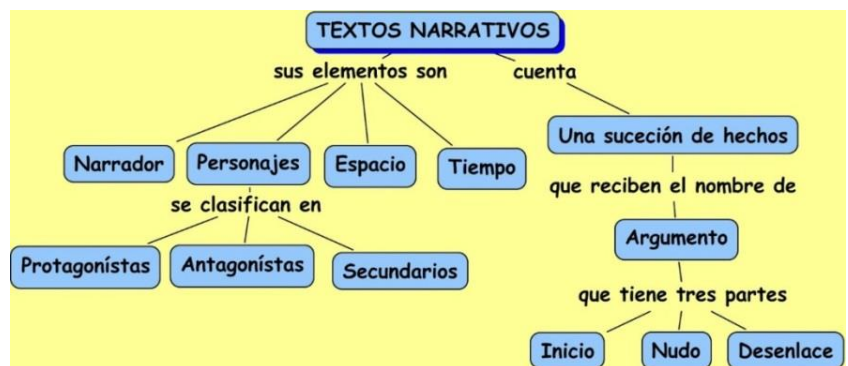 TEXTOS NARRATIVOS
sus elementos son
cuenta
Narrador
Personajes
Espacio
Tiempo
Una suceción de hechos
se clasifican en
que reciben el nombre de
Protagonístas
Antagonístas
Secundarios
Argumento
que tiene tres partes
Inicio
Nudo
Desenlace